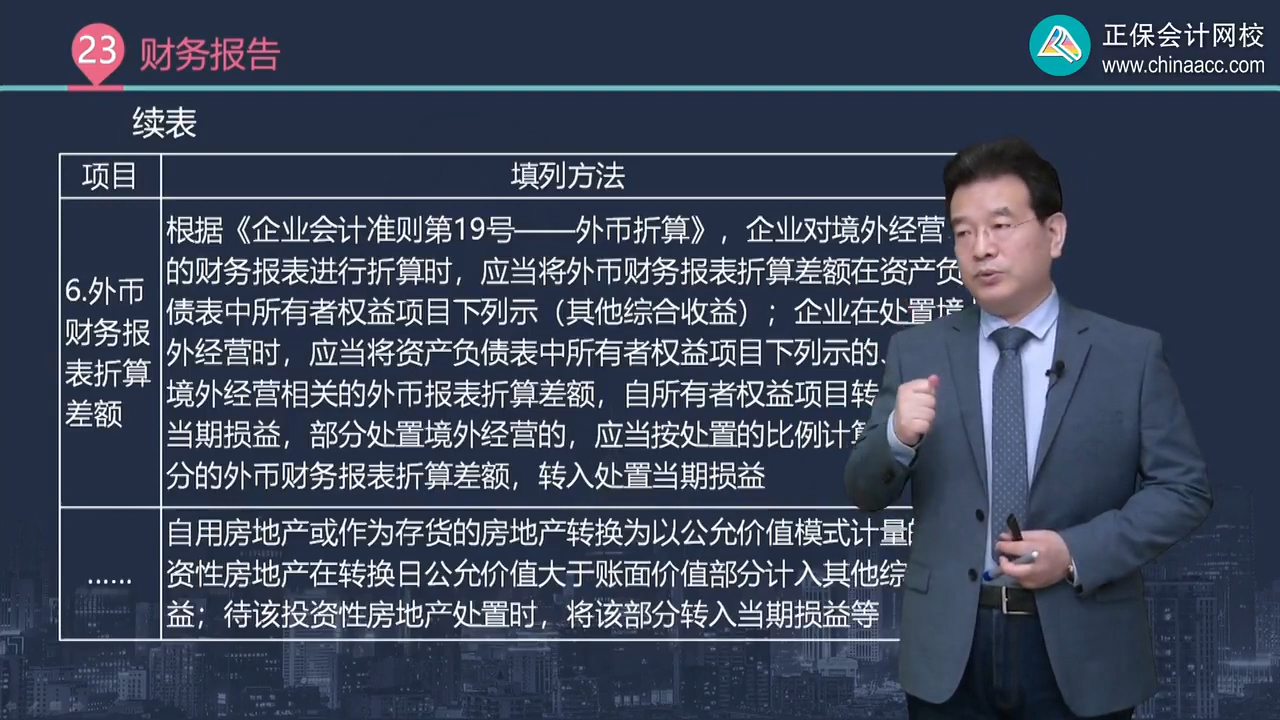 23 财务报告
正保会计网校
www.chinaacc.com
续表
项目
填列方法
6.外币
财务报
表折算
差额
根据《企业会计准则第19号——外币折算》，企业对境外经营
的财务报表进行折算时，应当将外币财务报表折算差额在资产负
债表中所有者权益项目下列示（其他综合收益）；企业在处置境
外经营时，应当将资产负债表中所有者权益项目下列示的、
境外经营相关的外币报表折算差额，自所有者权益项目转
当期损益，部分处置境外经营的，应当按处置的比例计算
分的外币财务报表折算差额，转入处置当期损益
……
自用房地产或作为存货的房地产转换为以公允价值模式计量的
资性房地产在转换日公允价值大于账面价值部分计入其他综
益；待该投资性房地产处置时，将该部分转入当期损益等